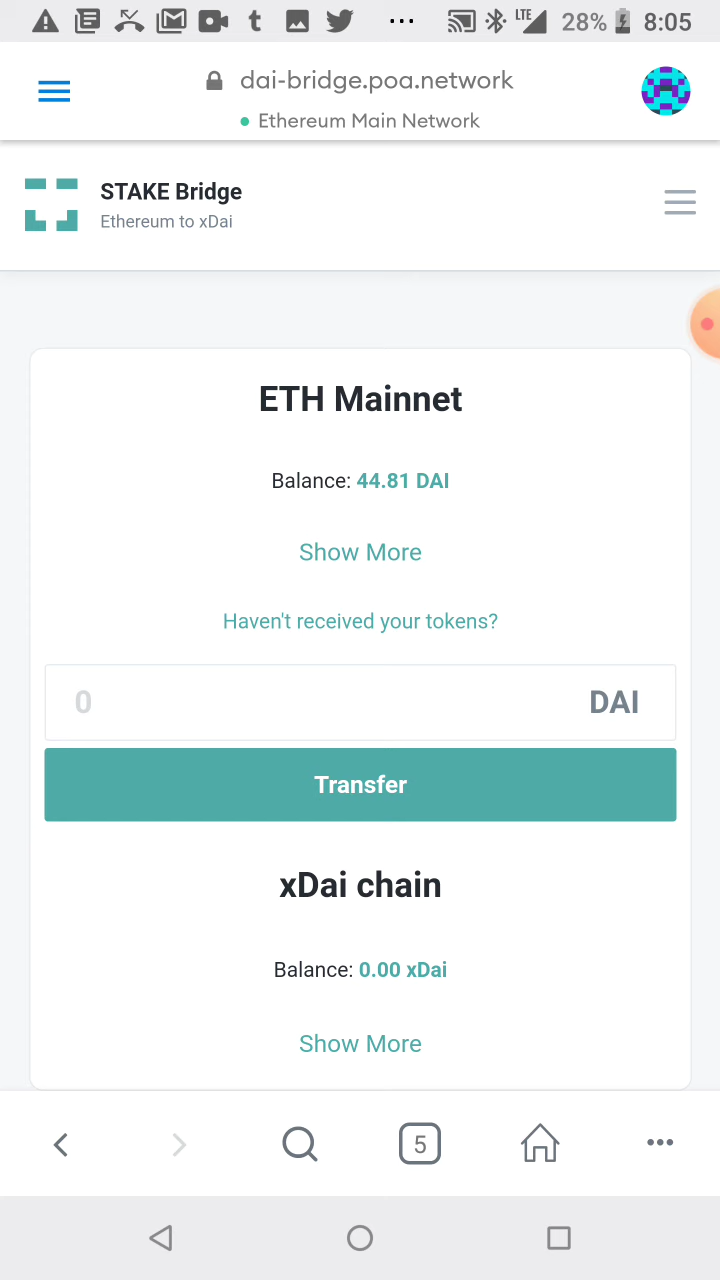 LTE 28% 8:05
dai-bridge.poa.network
Ethereum Main Network
STAKE Bridge
Ethereum to xDai
ETH Mainnet
Balance: 44.81 DAI
Show More
Haven't received your tokens?
0 DAI
Transfer
xDai chain
Balance: 0.00 xDai
Show More
5